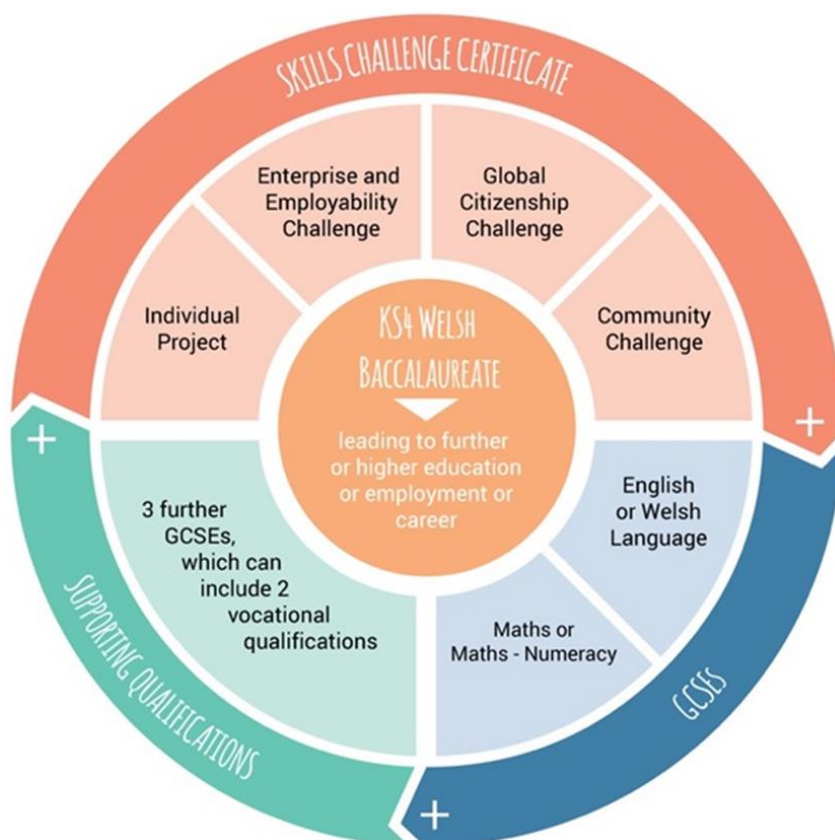 SKILLS CHALLENGE CERTIFICATE
Enterprise and
Employability
Challenge
Global
Citizenship
Challenge
Individual
Project
Community
Challenge
KS4 WELSH
BACCALAUREATE
leading to further
or higher education
or employment or
career
+
+
English
or Welsh
Language
3 further
GCSEs,
which can
include 2
vocational
qualifications
Maths or
Maths - Numeracy
SUPPORTING QUALIFICATIONS
GCSES
+